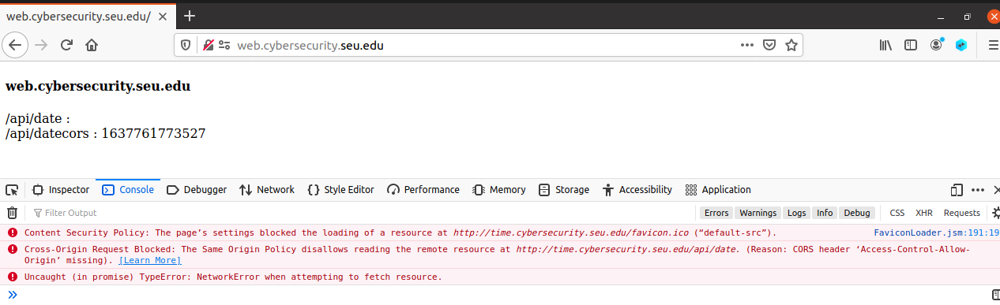 web.cybersecurity.seu.edu/
web.cybersecurity.seu.edu
web.cybersecurity.seu.edu
/api/date :
/api/datecors : 1637761773527
Inspector Console Debugger Network Style Editor Performance Memory Storage Accessibility Application
Filter Output Errors Warnings Logs Info Debug CSS XHR Requests
Content Security Policy: The page’s settings blocked the loading of a resource at http://time.cybersecurity.seu.edu/favicon.ico (“default-src”). FaviconLoader.jsm:191:19
Cross-Origin Request Blocked: The Same Origin Policy disallows reading the remote resource at http://time.cybersecurity.seu.edu/api/date. (Reason: CORS header ‘Access-Control-Allow-
Origin’ missing). [Learn More]
Uncaught (in promise) TypeError: NetworkError when attempting to fetch resource.